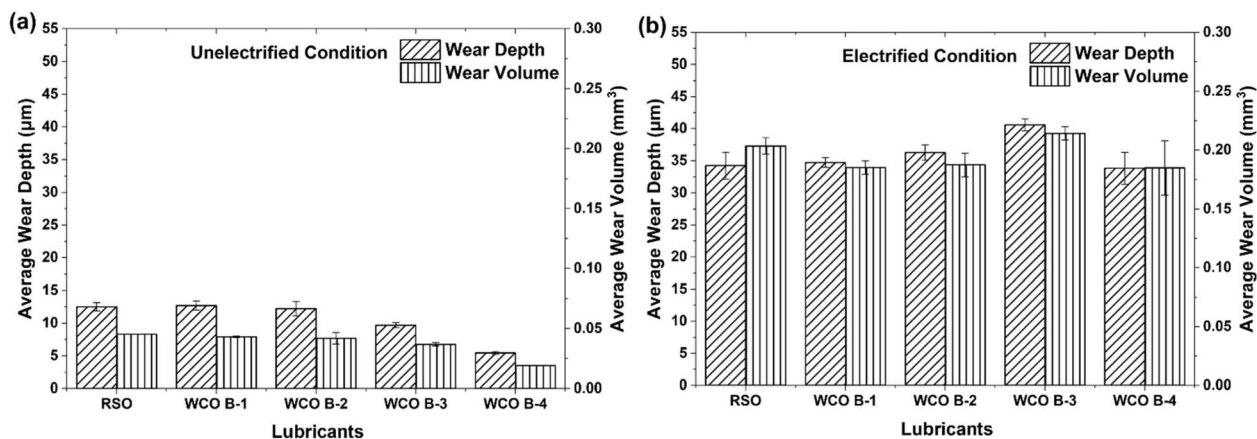 (a)
Unelectrified Condition
Wear Depth
Wear Volume
Average Wear Depth (μm)
55
50
45
40
35
30
25
20
15
10
5
0
Average Wear Volume (mm³)
0.30
0.25
0.20
0.15
0.10
0.05
0.00
RSO WCO B-1 WCO B-2 WCO B-3 WCO B-4
Lubricants
(b)
Electrified Condition
Wear Depth
Wear Volume
Average Wear Depth (μm)
55
50
45
40
35
30
25
20
15
10
5
0
Average Wear Volume (mm³)
0.30
0.25
0.20
0.15
0.10
0.05
0.00
RSO WCO B-1 WCO B-2 WCO B-3 WCO B-4
Lubricants